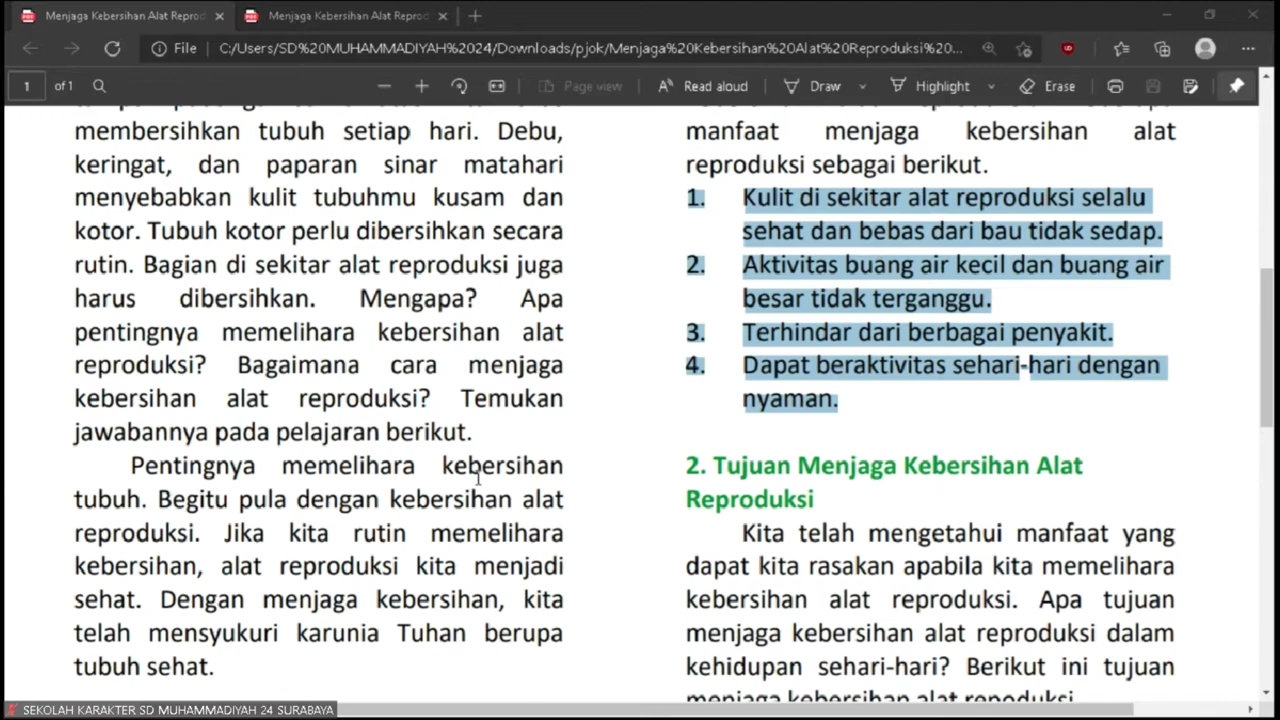 Menjaga Kebersihan Alat Reprod
Menjaga Kebersihan Alat Reprod
File
C:/Users/SD%20MUHAMMADIYAH%2024/Downloads/pjok/Menjaga%20Kebersihan%20Alat%20Reproduksi%20...
1 of 1
Page view
Read aloud
Draw
Highlight
Erase
membersihkan tubuh setiap hari. Debu,
keringat, dan paparan sinar matahari
menyebabkan kulit tubuhmu kusam dan
kotor. Tubuh kotor perlu dibersihkan secara
rutin. Bagian di sekitar alat reproduksi juga
harus dibersihkan. Mengapa? Apa
pentingnya memelihara kebersihan alat
reproduksi? Bagaimana cara menjaga
kebersihan alat reproduksi? Temukan
jawabannya pada pelajaran berikut.
Pentingnya memelihara kebersihan
tubuh. Begitu pula dengan kebersihan alat
reproduksi. Jika kita rutin memelihara
kebersihan, alat reproduksi kita menjadi
sehat. Dengan menjaga kebersihan, kita
telah mensyukuri karunia Tuhan berupa
tubuh sehat.
manfaat menjaga kebersihan alat
reproduksi sebagai berikut.
1. Kulit di sekitar alat reproduksi selalu
sehat dan bebas dari bau tidak sedap.
2. Aktivitas buang air kecil dan buang air
besar tidak terganggu.
3. Terhindar dari berbagai penyakit.
4. Dapat beraktivitas sehari-hari dengan
nyaman.
2. Tujuan Menjaga Kebersihan Alat
Reproduksi
Kita telah mengetahui manfaat yang
dapat kita rasakan apabila kita memelihara
kebersihan alat reproduksi. Apa tujuan
menjaga kebersihan alat reproduksi dalam
kehidupan sehari-hari? Berikut ini tujuan
menjaga kebersihan alat repoduksi.
SEKOLAH KARAKTER SD MUHAMMADIYAH 24 SURABAYA